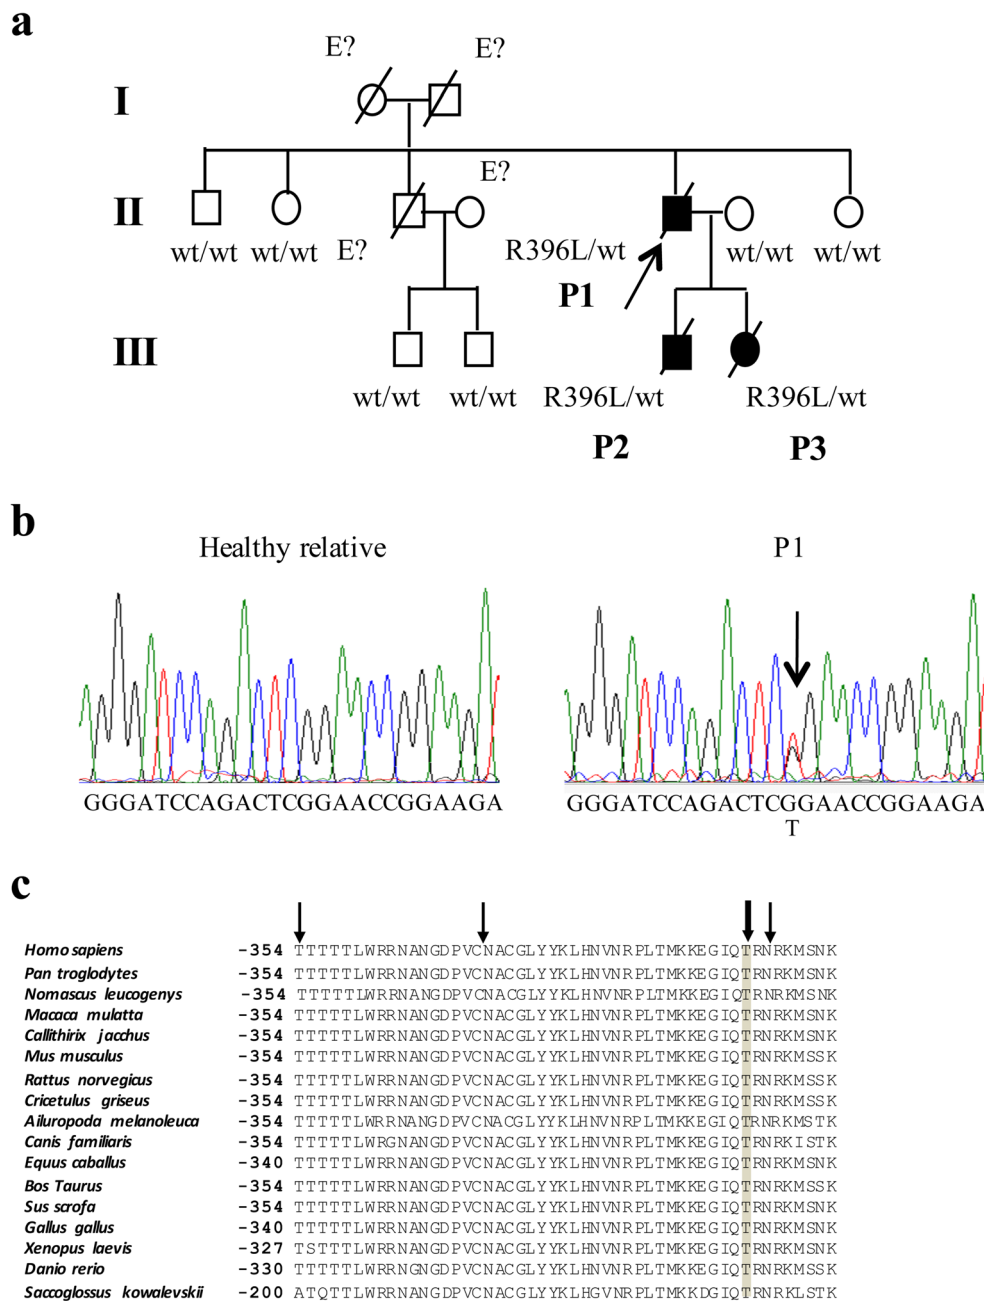 a
E? E?
I
E?
II
wt/wt wt/wt E? R396L/wt wt/wt wt/wt
P1
III
wt/wt wt/wt R396L/wt R396L/wt
P2 P3
b
Healthy relative P1
GGGATCCAGACTCGGAACCGGAAGA GGGATCCAGACTCGGAACCGGAAGA
T
c
Homo sapiens -354 TTTTTLWRRNANGDPVCNACGLYYKLHNVNRPLTMKKEGIQTRNRKMSNK
Pan troglodytes -354 TTTTTLWRRNANGDPVCNACGLYYKLHNVNRPLTMKKEGIQTRNRKMSNK
Nomascus leucogenys -354 TTTTTLWRRNANGDPVCNACGLYYKLHNVNRPLTMKKEGIQTRNRKMSNK
Macaca mulatta -354 TTTTTLWRRNANGDPVCNACGLYYKLHNVNRPLTMKKEGIQTRNRKMSNK
Callithirix jacchus -354 TTTTTLWRRNANGDPVCNACGLYYKLHNVNRPLTMKKEGIQTRNRKMSNK
Mus musculus -354 TTTTTLWRRNANGDPVCNACGLYYKLHNVNRPLTMKKEGIQTRNRKMSSK
Rattus norvegicus -354 TTTTTLWRRNANGDPVCNACGLYYKLHNVNRPLTMKKEGIQTRNRKMSSK
Cricetulus griseus -354 TTTTTLWRRNANGDPVCNACGLYYKLHNVNRPLTMKKEGIQTRNRKMSSK
Ailuropoda melanoleuca -354 TTTTTLWRRNANGDPVCNACGLYYKLHNVNRPLTMKKEGIQTRNRKMSTK
Canis familiaris -354 TTTTTLWRGNANGDPVCNACGLYYKLHNVNRPLTMKKEGIQTRNRKISTK
Equus caballus -340 TTTTTLWRRNANGDPVCNACGLYYKLHNVNRPLTMKKEGIQTRNRKMSNK
Bos Taurus -354 TTTTTLWRRNANGDPVCNACGLYYKLHNVNRPLTMKKEGIQTRNRKMSSK
Sus scrofa -354 TTTTTLWRRNANGDPVCNACGLYYKLHNVNRPLTMKKEGIQTRNRKMSNK
Gallus gallus -340 TTTTTLWRRNANGDPVCNACGLYYKLHNVNRPLTMKKEGIQTRNRKMSSK
Xenopus laevis -327 TSTTTLWRRNANGDPVCNACGLYYKLHNVNRPLTMKKEGIQTRNRKMSSK
Danio rerio -330 TTTTTLWRRNGNGDPVCNACGLYYKLHNVNRPLTMKKEGIQTRNRKMSSK
Saccoglossus kowalevskii -200 ATQTTLWRRNANGDPVCNACGLYYKLHGVNRPLTMKKDGIQTRNRKLSSK